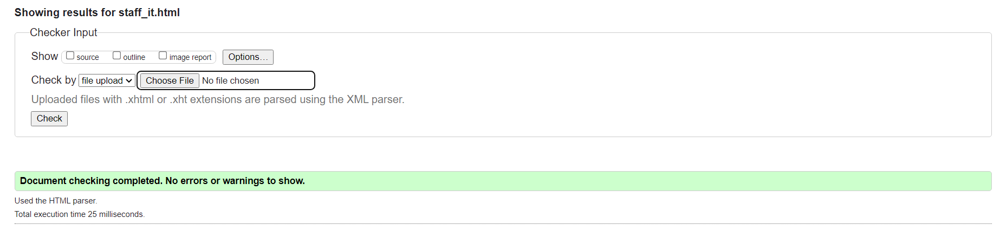 Showing results for staff_it.html
Checker Input
Show source outline image report Options...
Check by file upload Choose File No file chosen
Uploaded files with .xhtml or .xht extensions are parsed using the XML parser.
Check
Document checking completed. No errors or warnings to show.
Used the HTML parser.
Total execution time 25 milliseconds.